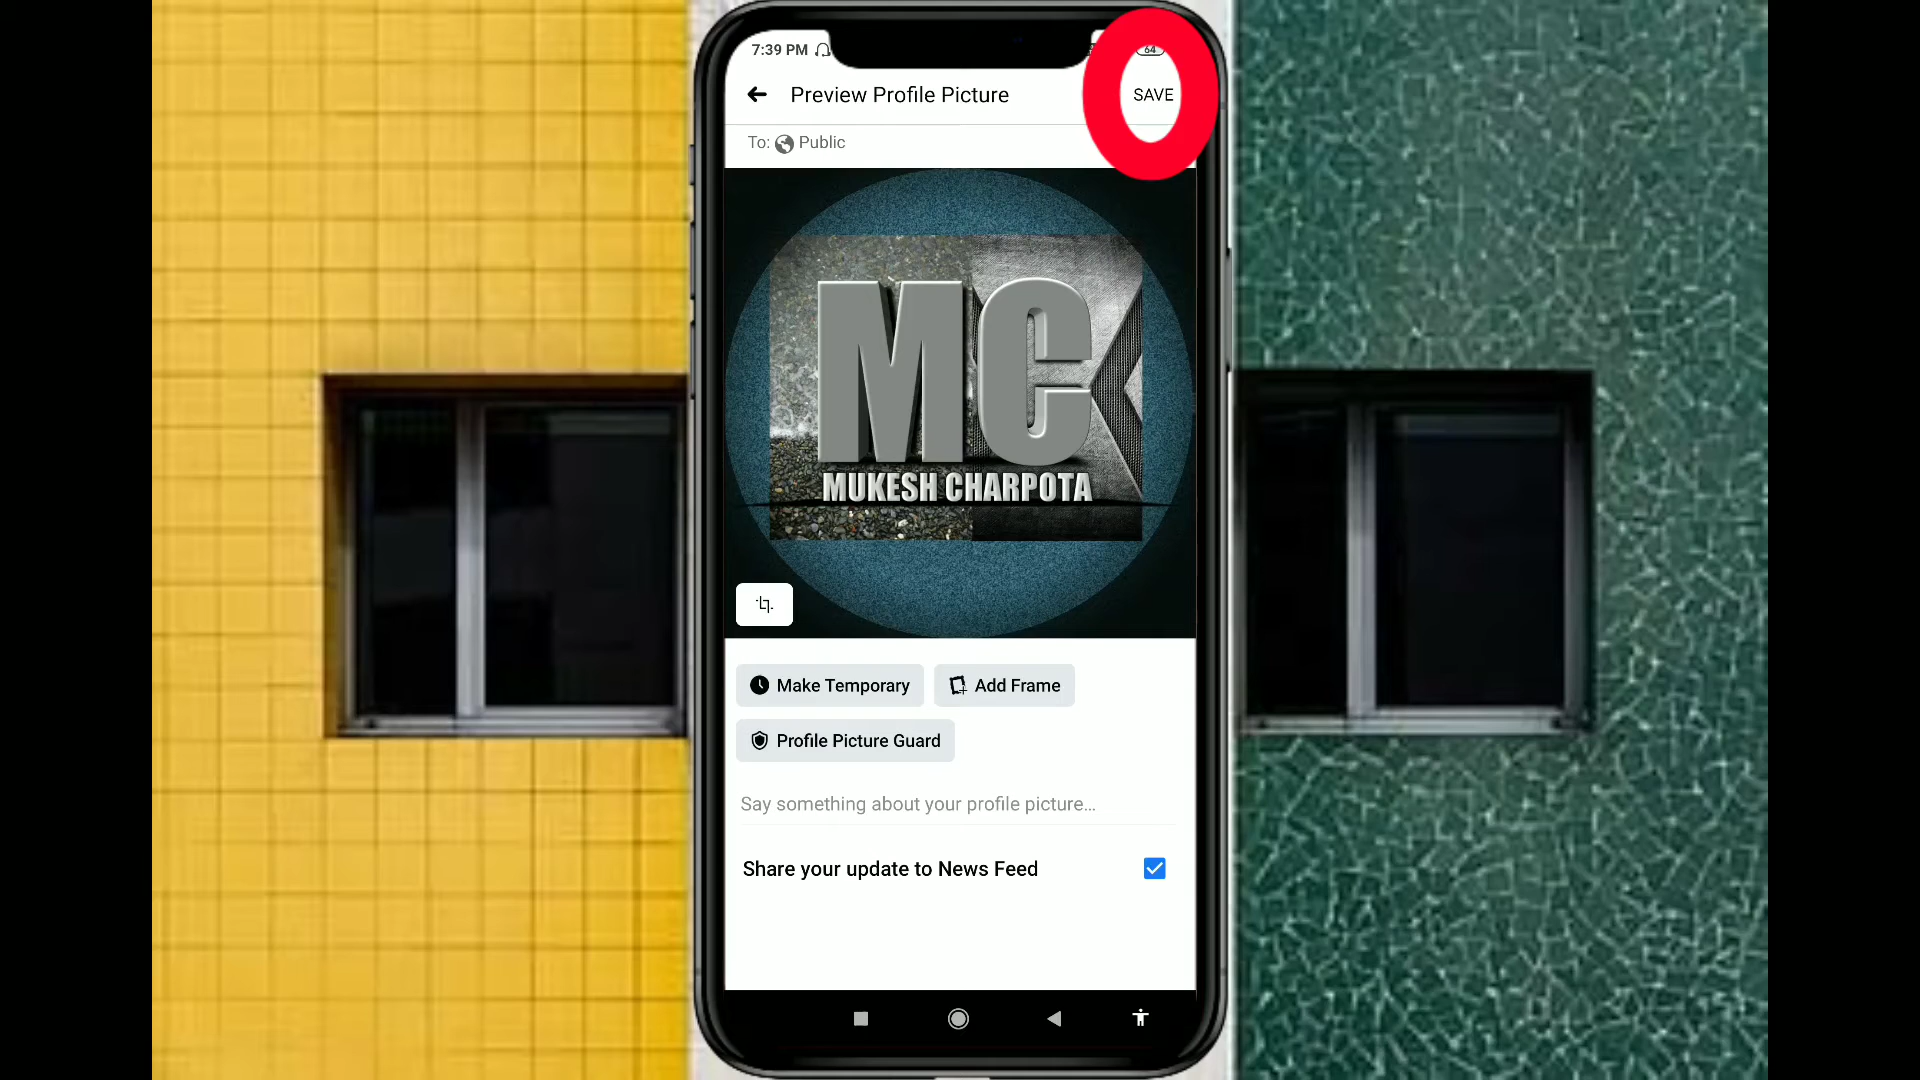 7:39 PM
64
Preview Profile Picture
SAVE
To: Public
MC
MUKESH CHARPOTA
Make Temporary
Add Frame
Profile Picture Guard
Say something about your profile picture...
Share your update to News Feed